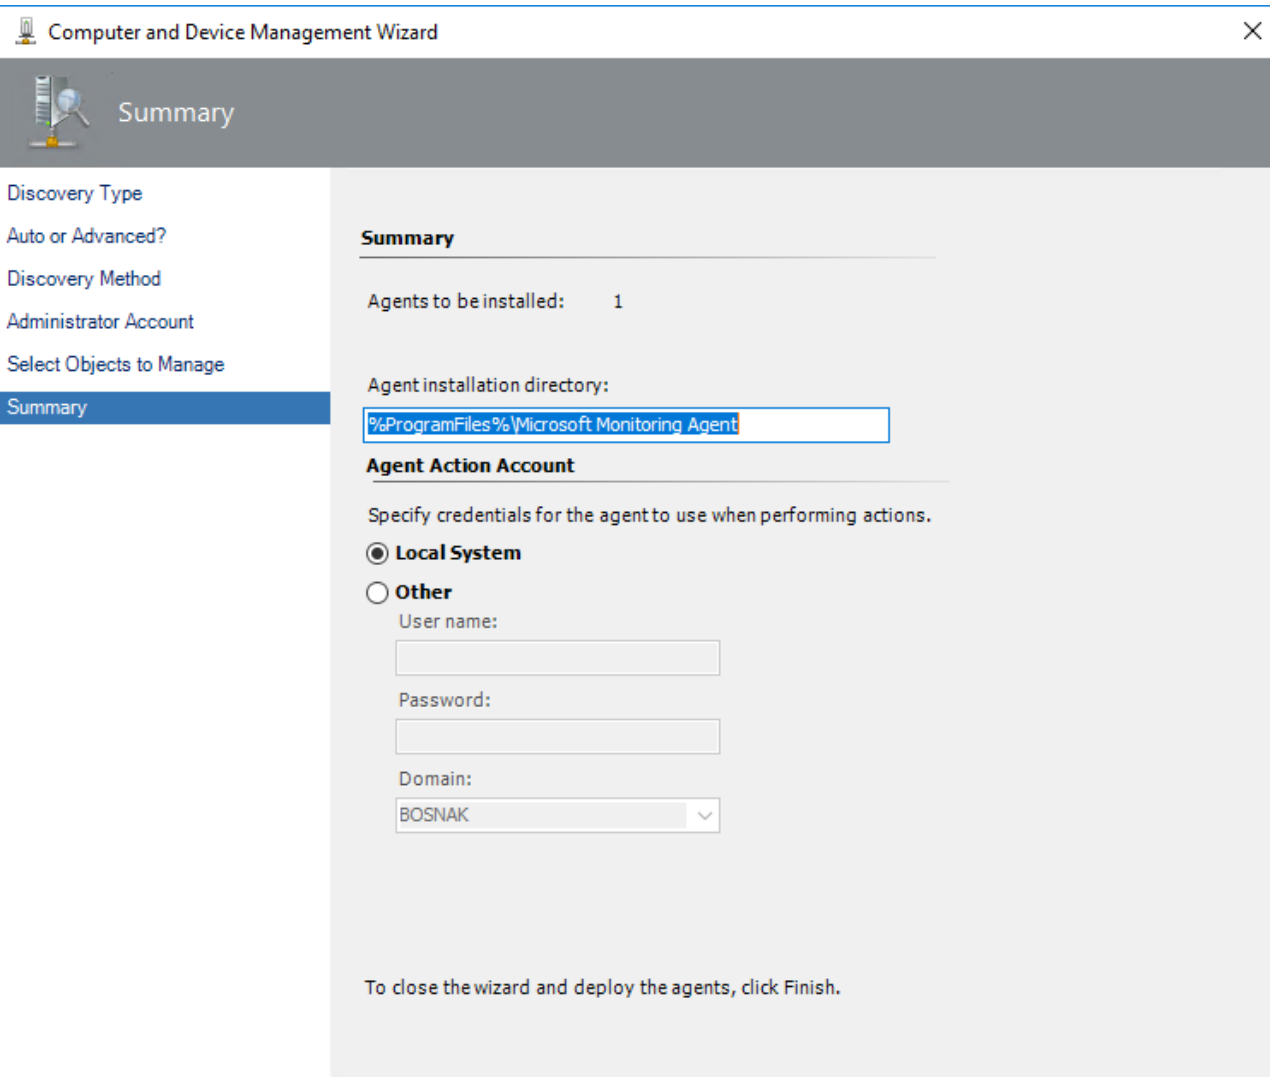 Computer and Device Management Wizard
Summary
Discovery Type
Auto or Advanced?
Discovery Method
Administrator Account
Select Objects to Manage
Summary
Summary
Agents to be installed: 1
Agent installation directory:
%ProgramFiles%\Microsoft Monitoring Agent
Agent Action Account
Specify credentials for the agent to use when performing actions.
Local System
Other
User name:
Password:
Domain:
BOSNAK
To close the wizard and deploy the agents, click Finish.